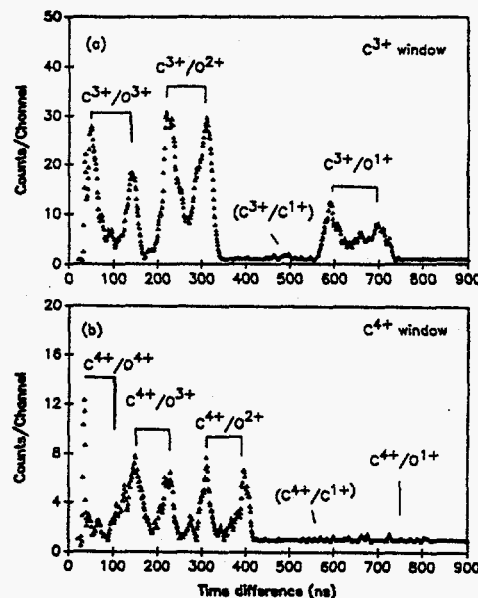 50
(a)
C³⁺ window
C³⁺/O²⁺
C³⁺/O³⁺
40
30
20
C³⁺/O¹⁺
(C³⁺/C¹⁺)
10
0
Counts/Channel
0 100 200 300 400 500 600 700 800 900
20
(b)
C⁴⁺ window
16
C⁴⁺/O⁴⁺
C⁴⁺/O³⁺
C⁴⁺/O²⁺
12
8
C⁴⁺/O¹⁺
(C⁴⁺/C¹⁺)
4
0
Counts/Channel
0 100 200 300 400 500 600 700 800 900
Time difference (ns)